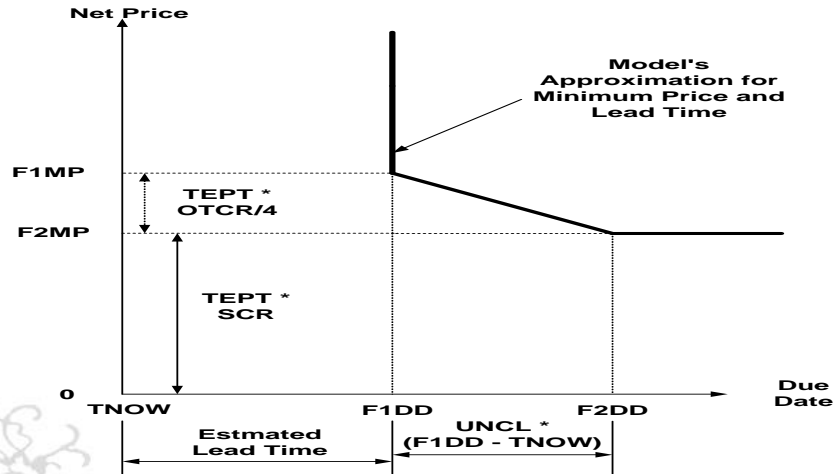 Net Price
Model's
Approximation for
Minimum Price and
Lead Time
F1MP
TEPT *
OTCR/4
F2MP
TEPT *
SCR
0
TNOW
F1DD
F2DD
Due
Date
Estmated
Lead Time
UNCL *
(F1DD - TNOW)